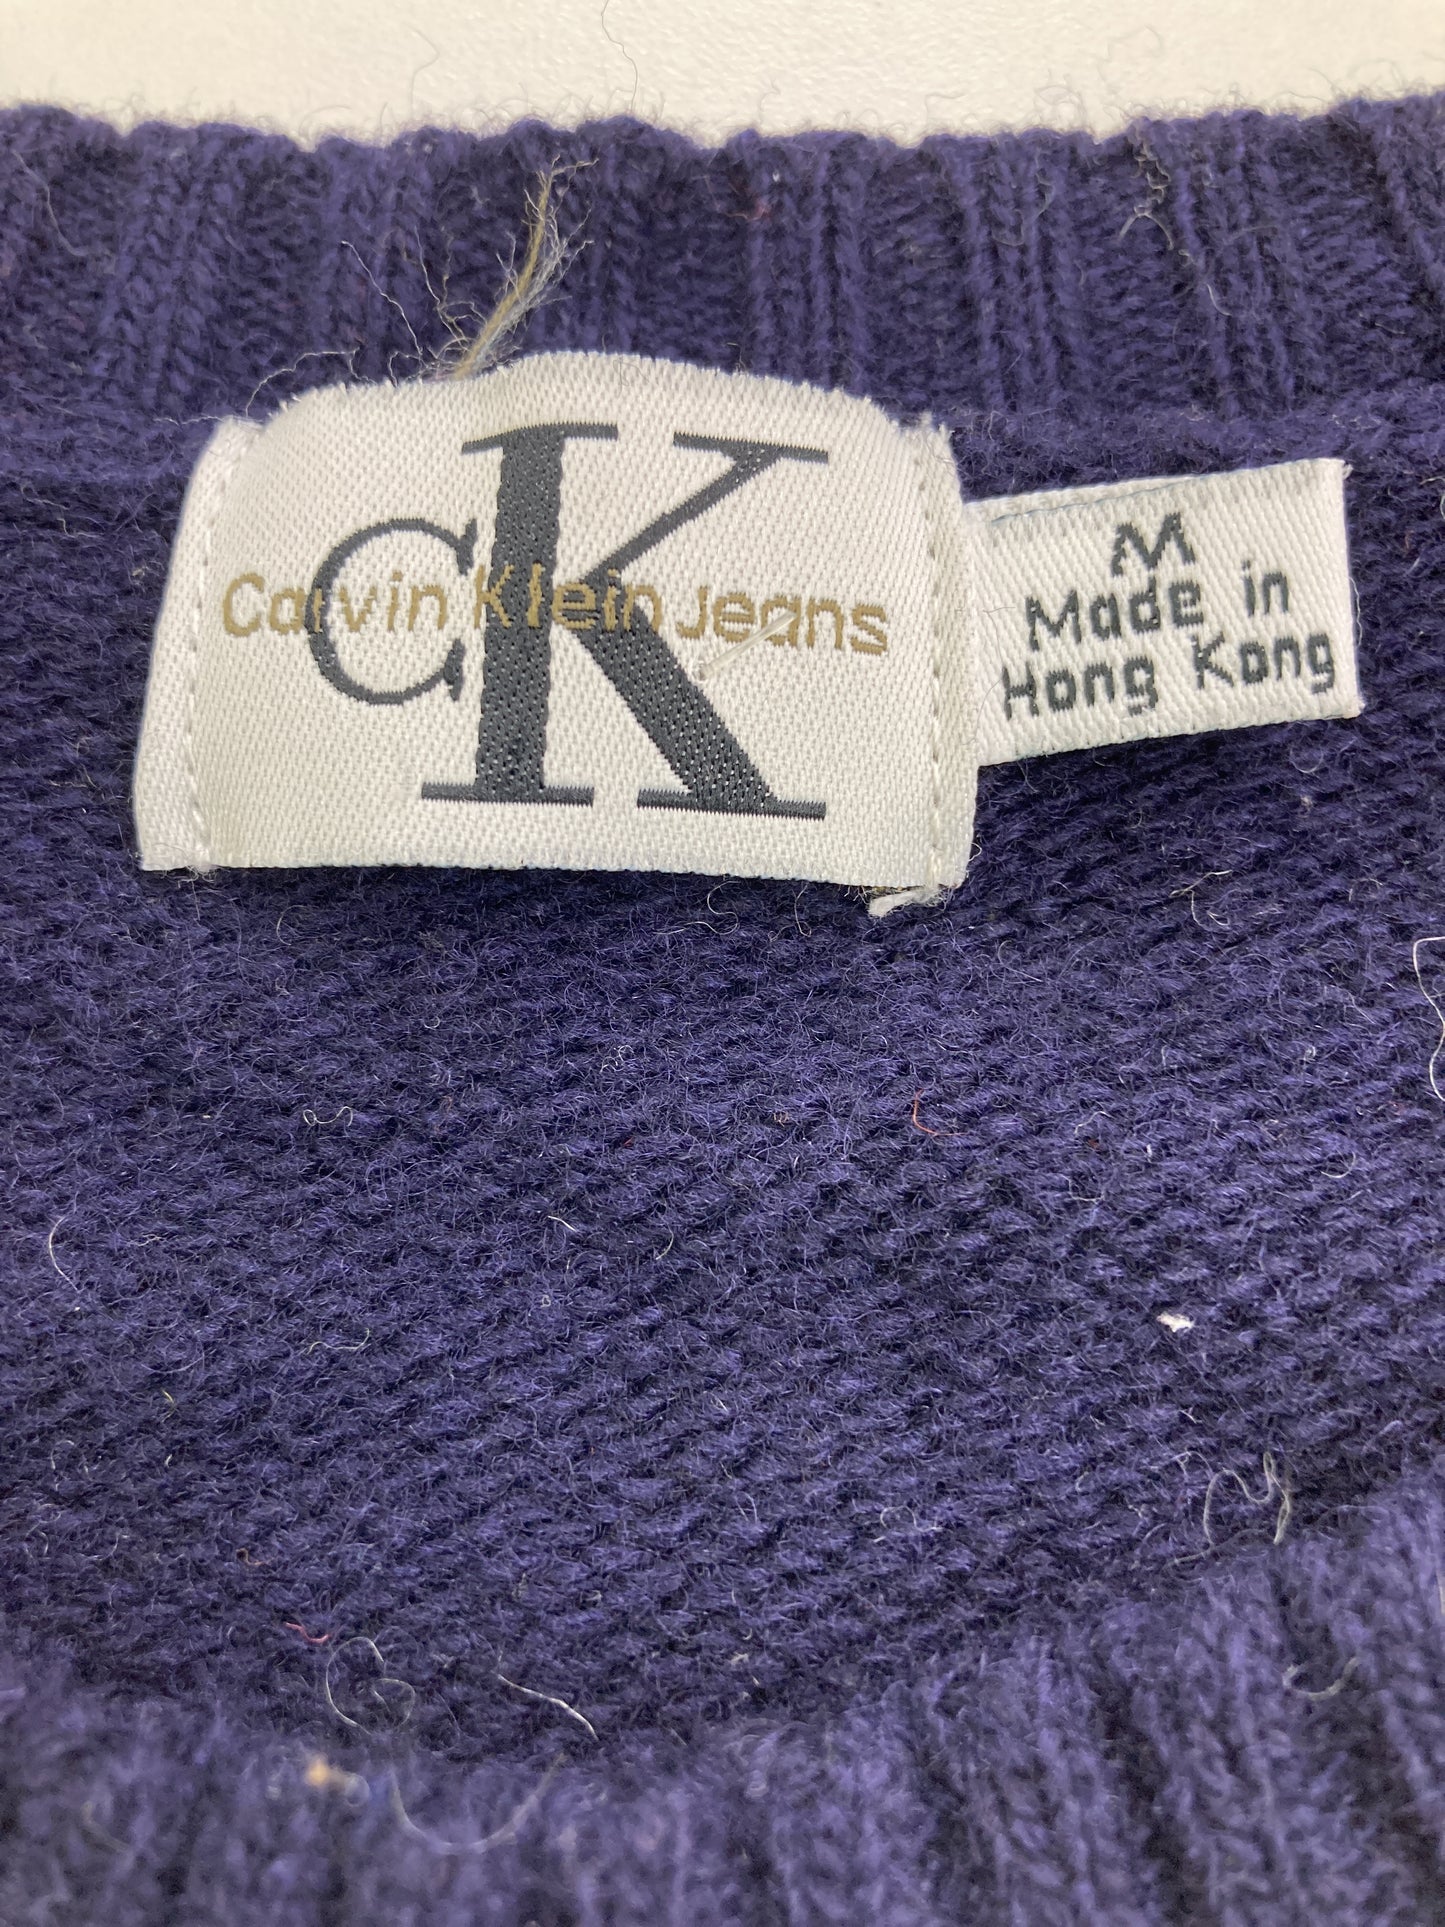 CK
Calvin Klein Jeans
M
Made in
Hong Kong